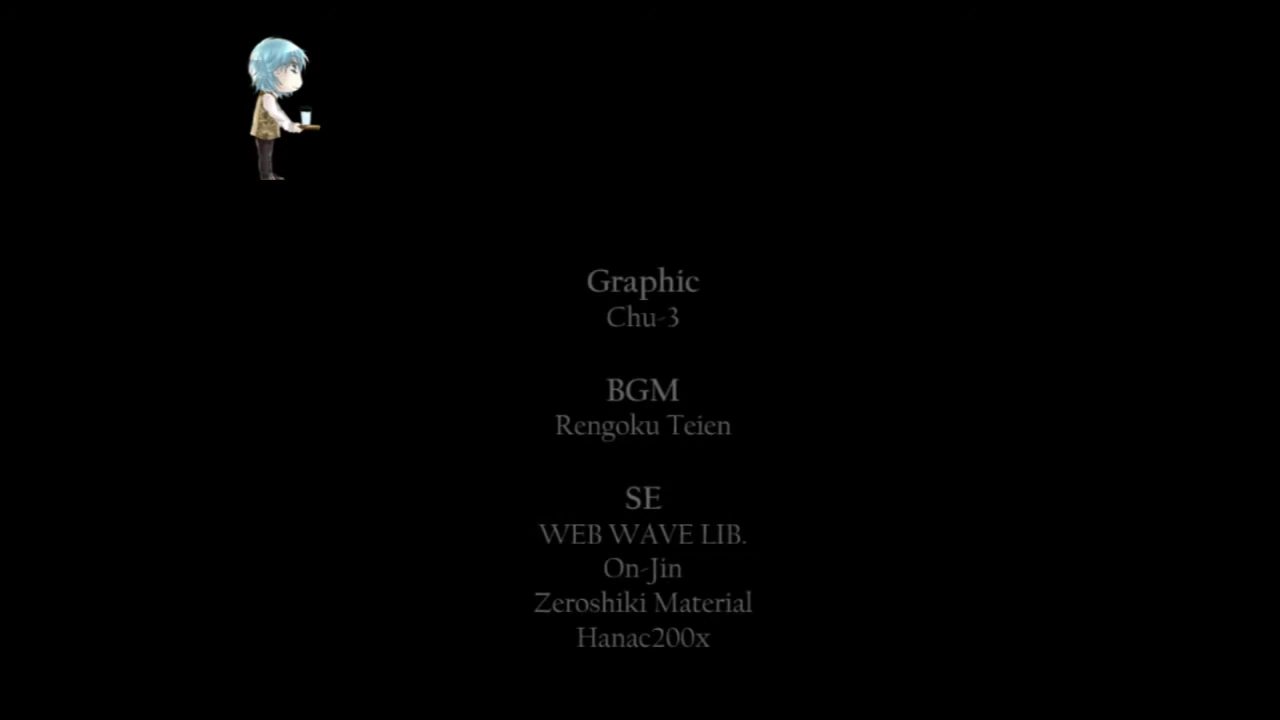 Graphic
Chu-3
BGM
Rengoku Teien
SE
WEB WAVE LIB.
On-Jin
Zeroshiki Material
Hanac200x